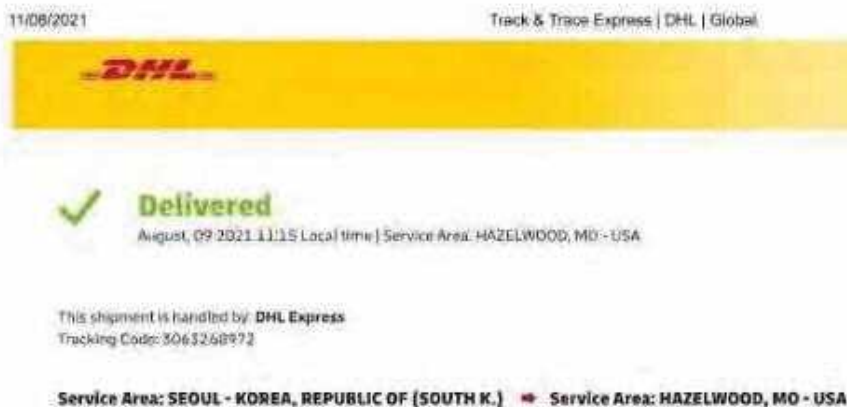 11/08/2021 Track & Trace Express | DHL | Global
DHL
Delivered
August, 09 2021 11:15 Local time | Service Area: HAZELWOOD, MO - USA
This shipment is handled by: DHL Express
Tracking Code: 3063260972
Service Area: SEOUL - KOREA, REPUBLIC OF (SOUTH K.) ➡ Service Area: HAZELWOOD, MO - USA